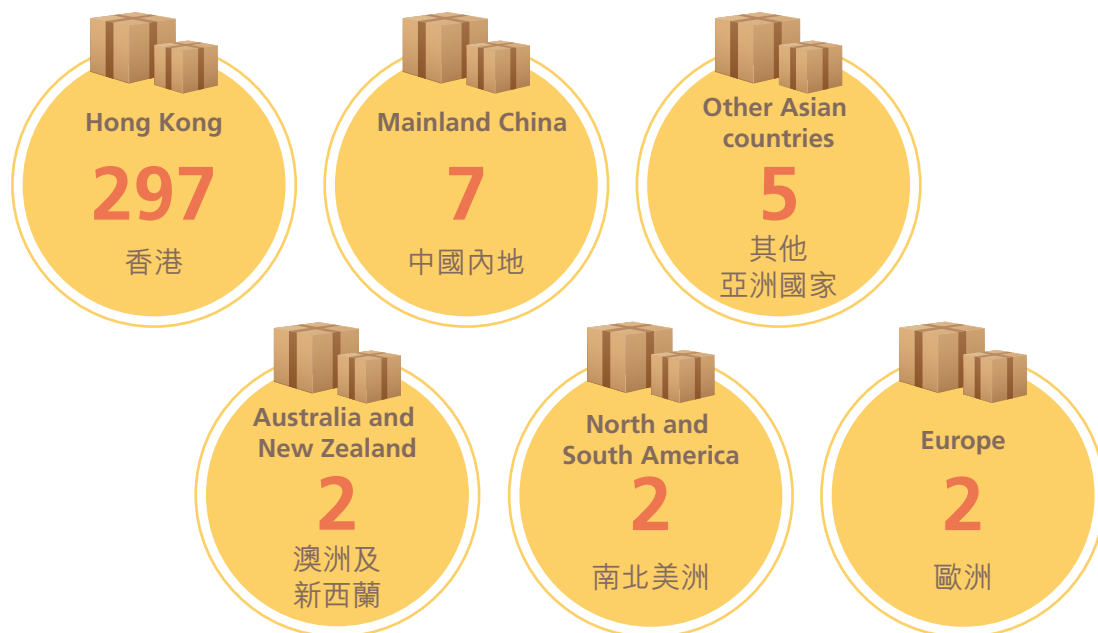 Hong Kong
297
香港
Mainland China
7
中國內地
Other Asian
countries
5
其他
亞洲國家
Australia and
New Zealand
2
澳洲及
新西蘭
North and
South America
2
南北美洲
Europe
2
歐洲